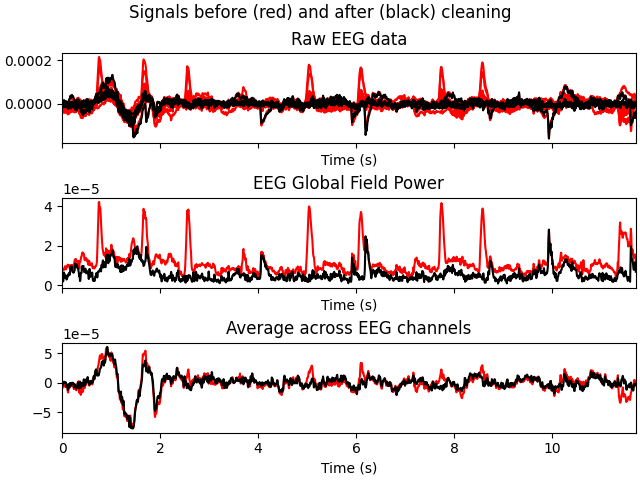 Signals before (red) and after (black) cleaning
Raw EEG data
0.0002
0.0000
Time (s)
EEG Global Field Power
1e−5
4
2
0
Time (s)
Average across EEG channels
1e−5
5
0
−5
0 2 4 6 8 10
Time (s)